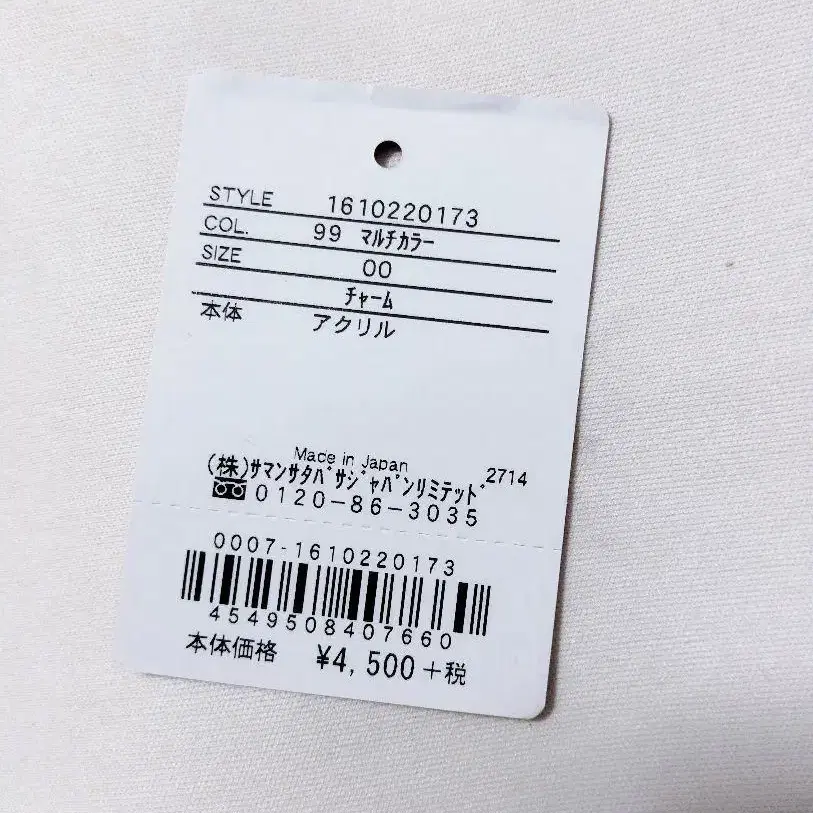 STYLE 1610220173
COL. 99 ﾏﾙﾁｶﾗｰ
SIZE 00
ﾁｬｰﾑ
本体 アクリル
Made in Japan 2714
(株)ｻﾏﾝｻﾀﾊﾞｻｼﾞｬﾊﾟﾝﾘﾐﾃｯﾄﾞ
0120-86-3035
0007-1610220173
4549508407660
本体価格 ¥4,500+税